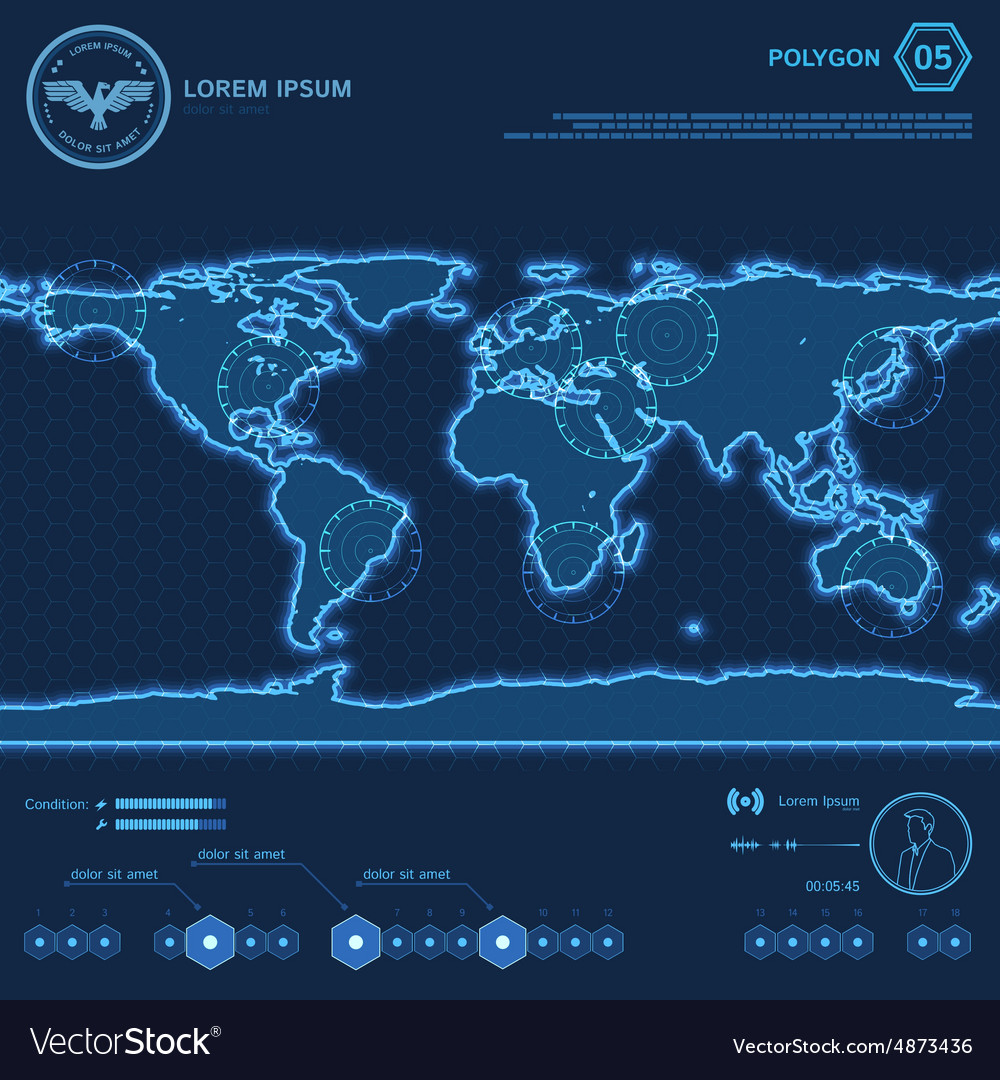 LOREM IPSUM
DOLOR SIT AMET
LOREM IPSUM
dolor sit amet
POLYGON 05
Condition:
dolor sit amet
dolor sit amet
dolor sit amet
Lorem Ipsum
00:05:45
1 2 3 4 5 6 7 8 9 10 11 12 13 14 15 16 17 18
VectorStock®
VectorStock.com/4873436